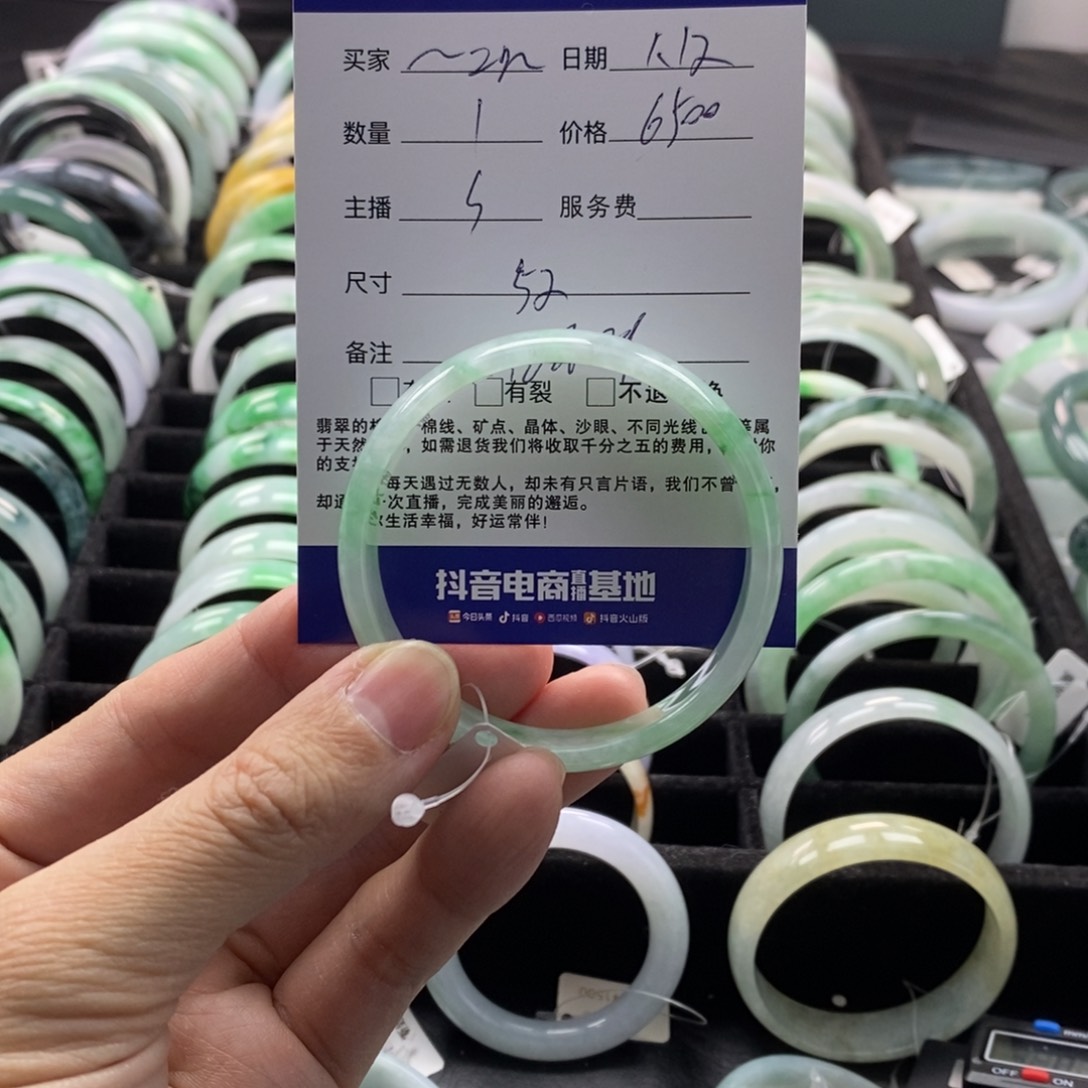 买家 日期 1.12
数量 1 价格 6500
主播 服务费
尺寸 52
备注
有裂 不退
翡翠的 棉线、矿点、晶体、沙眼、不同光线 属
于天然 ，如需退货我们将收取千分之五的费用， 你
的支
每天遇过无数人，却未有只言片语，我们不曾
却通 次直播，完成美丽的邂逅。
生活幸福，好运常伴！
抖音电商直播基地
今日头条 抖音 西瓜视频 抖音火山版
OFF ON